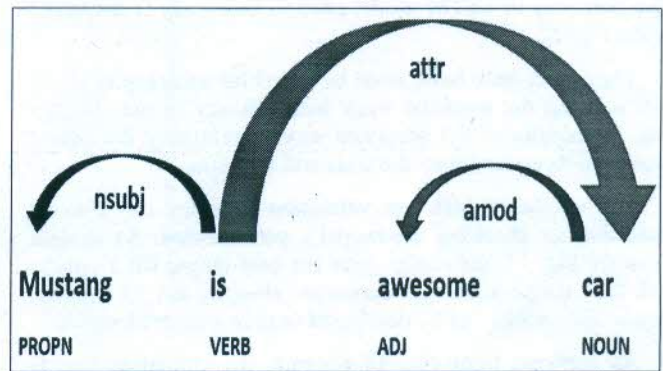 attr
nsubj
amod
Mustang is awesome car
PROPN VERB ADJ NOUN